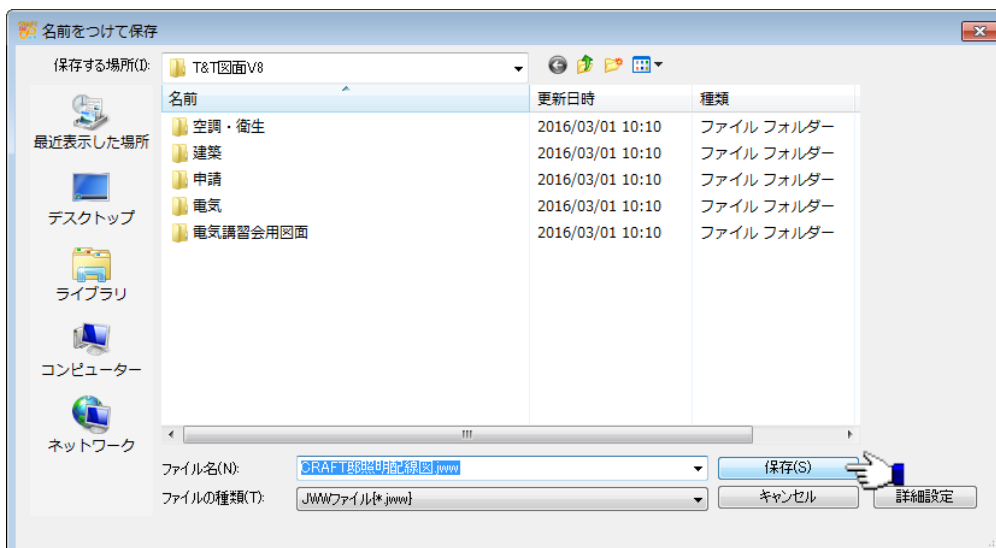 名前をつけて保存
保存する場所(I):
T&T図面V8
名前
更新日時
種類
空調・衛生
2016/03/01 10:10
ファイル フォルダー
建築
2016/03/01 10:10
ファイル フォルダー
申請
2016/03/01 10:10
ファイル フォルダー
電気
2016/03/01 10:10
ファイル フォルダー
電気講習会用図面
2016/03/01 10:10
ファイル フォルダー
最近表示した場所
デスクトップ
ライブラリ
コンピューター
ネットワーク
ファイル名(N):
CRAFT邸照明配線図.jww
保存(S)
ファイルの種類(T):
JWWファイル{*.jww}
キャンセル
詳細設定